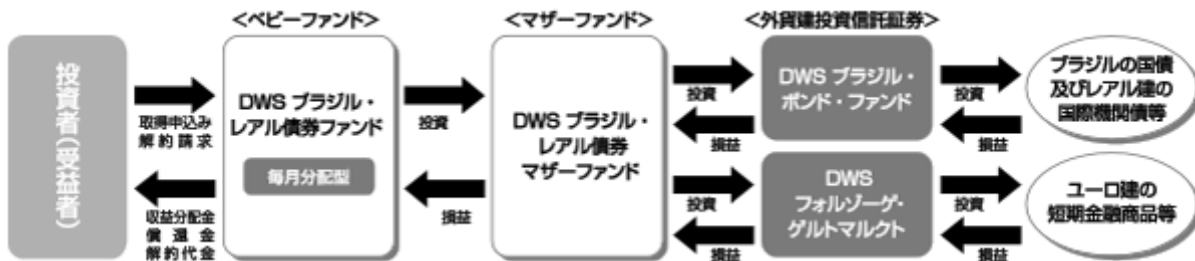 <ベビーファンド>
<マザーファンド>
<外貨建投資信託証券>
投資者(受益者)
取得申込み
解約請求
収益分配金
償還金
解約代金
DWS ブラジル・
レアル債券ファンド
毎月分配型
投資
損益
DWS ブラジル・
レアル債券
マザーファンド
投資
損益
投資
損益
DWS ブラジル・
ボンド・ファンド
DWS
フォルゾーゲ・
ゲルトマルクト
投資
損益
投資
損益
ブラジルの国債
及びレアル建の
国際機関債等
ユーロ建の
短期金融商品等